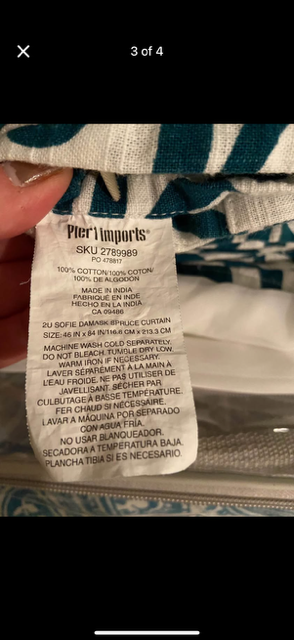 3 of 4
Pier 1 imports®
SKU 2789989
PO 478817
100% COTTON/100% COTON/
100% DE ALGODON
MADE IN INDIA
FABRIQUÉ EN INDE
HECHO EN LA INDIA
CA 09486
2U SOFIE DAMASK SPRUCE CURTAIN
SIZE: 46 IN X 84 IN/116.8 CM X 213.3 CM
MACHINE WASH COLD SEPARATELY.
DO NOT BLEACH. TUMBLE DRY LOW.
WARM IRON IF NECESSARY.
LAVER SÉPARÉMENT À LA MAIN À
L'EAU FROIDE. NE PAS UTILISER DE
JAVELLISANT. SÉCHER PAR
CULBUTAGE À BASSE TEMPÉRATURE.
FER CHAUD SI NÉCESSAIRE.
LAVAR A MÁQUINA POR SEPARADO
CON AGUA FRÍA.
NO USAR BLANQUEADOR.
SECADORA A TEMPERATURA BAJA.
PLANCHA TIBIA SI ES NECESARIO.